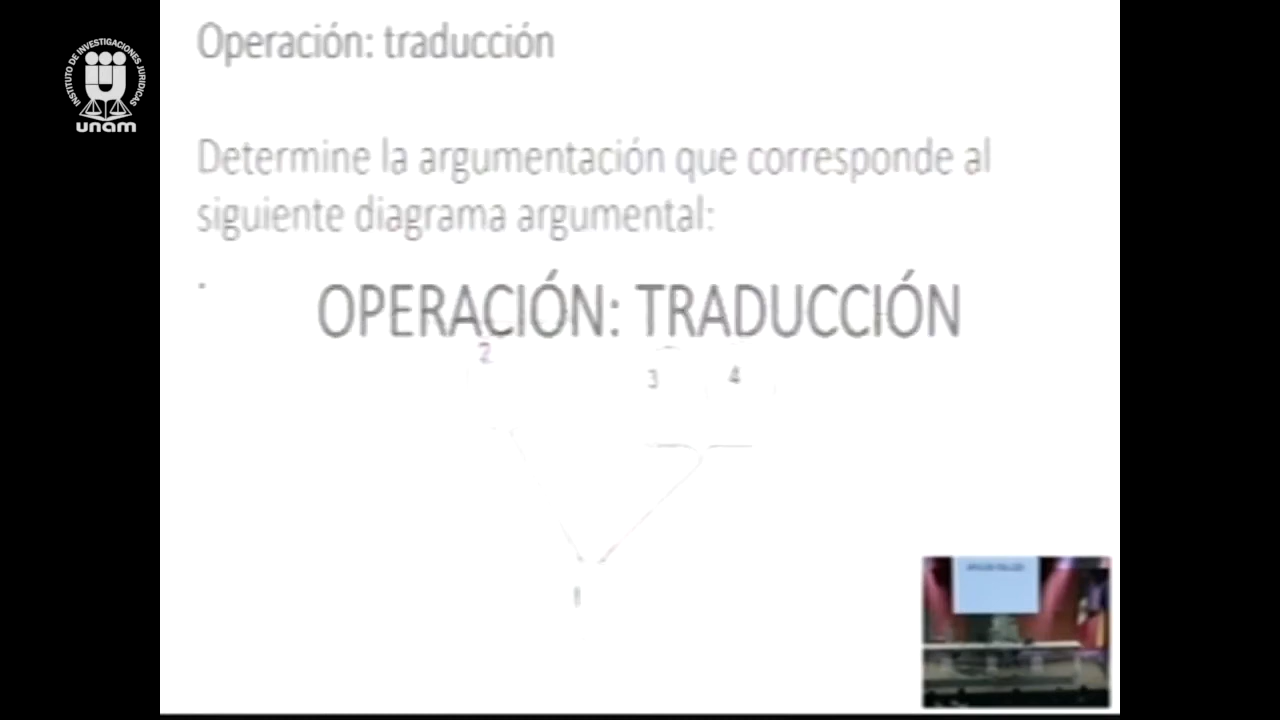 INSTITUTO DE INVESTIGACIONES JURIDICAS
unam
Operación: traducción
Determine la argumentación que corresponde al
siguiente diagrama argumental:
OPERACIÓN: TRADUCCIÓN
2
3
4
1